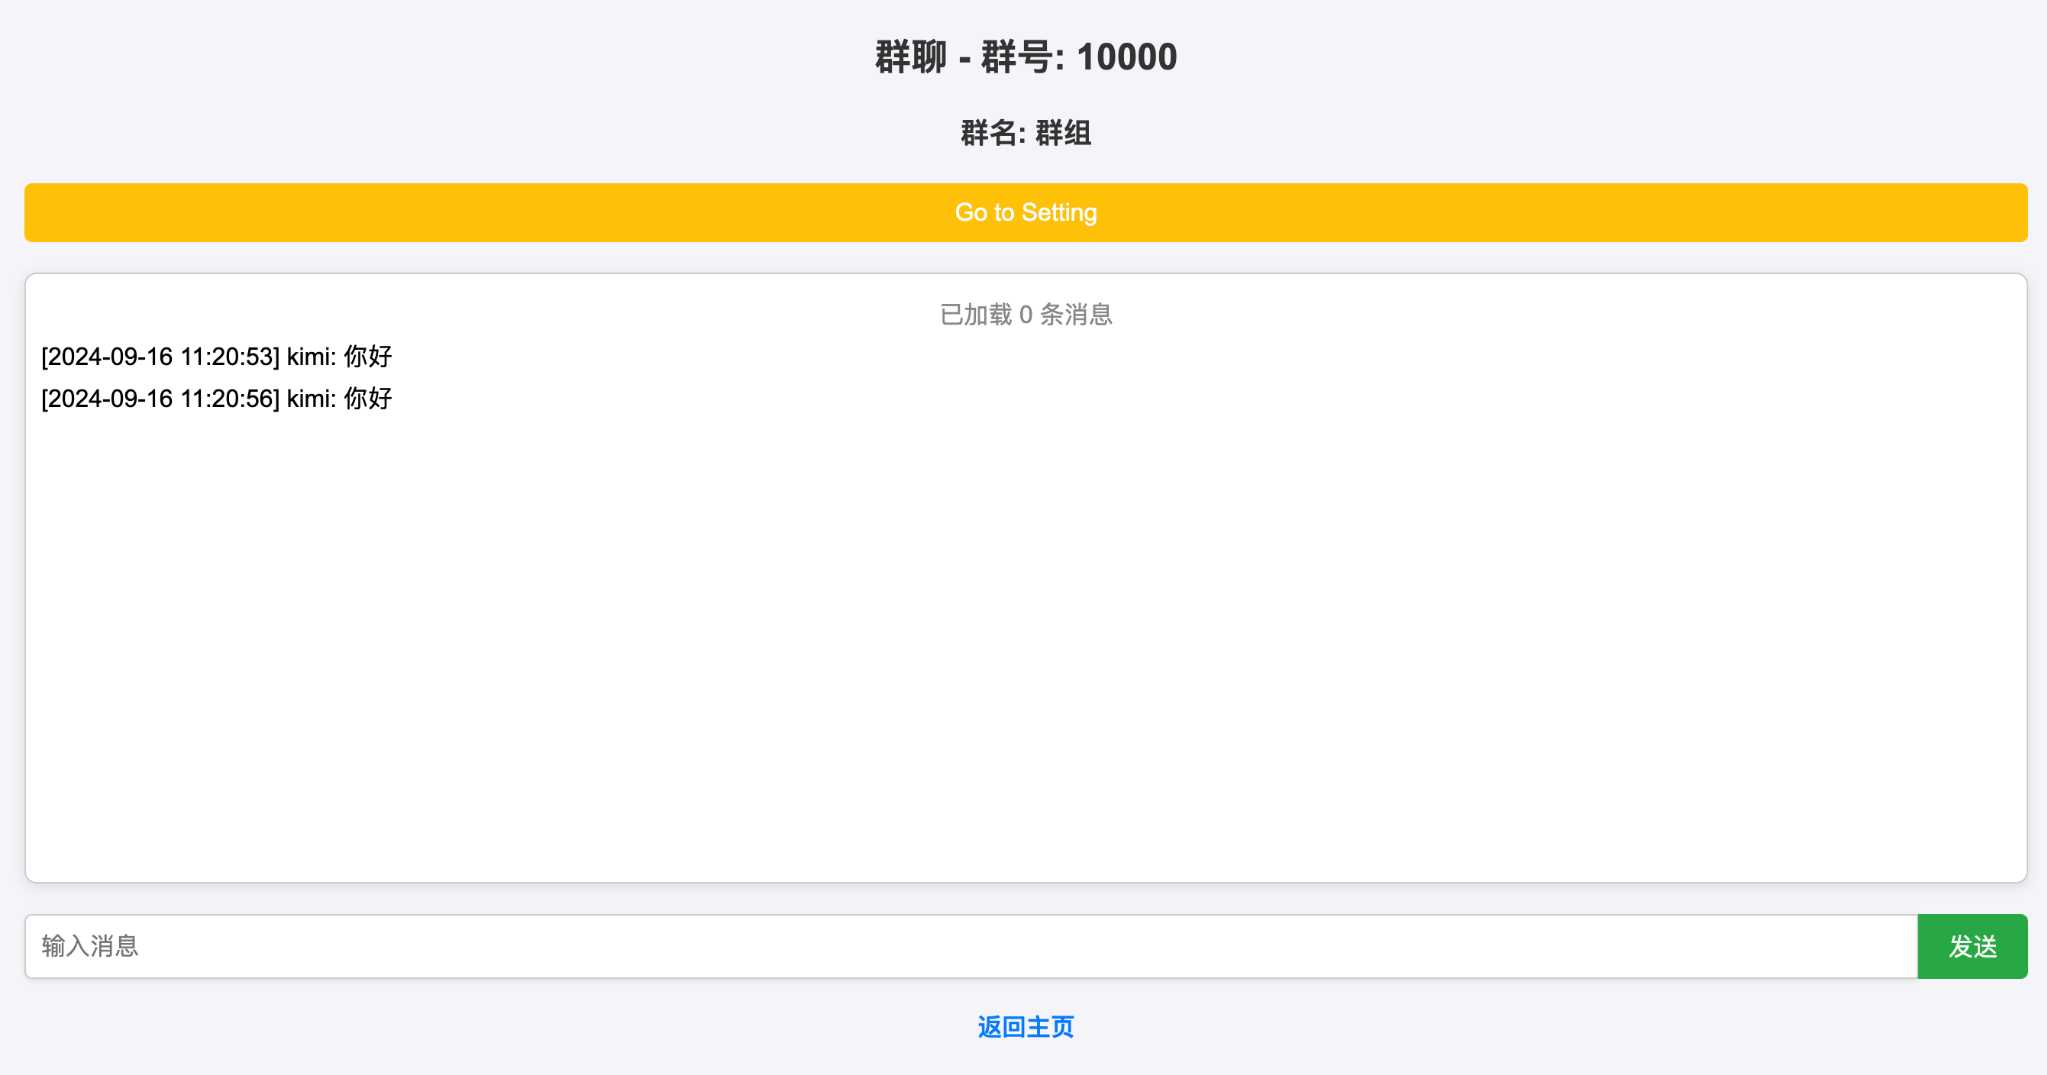 群聊 - 群号: 10000
群名: 群组
Go to Setting
已加载 0 条消息
[2024-09-16 11:20:53] kimi: 你好
[2024-09-16 11:20:56] kimi: 你好
输入消息
发送
返回主页